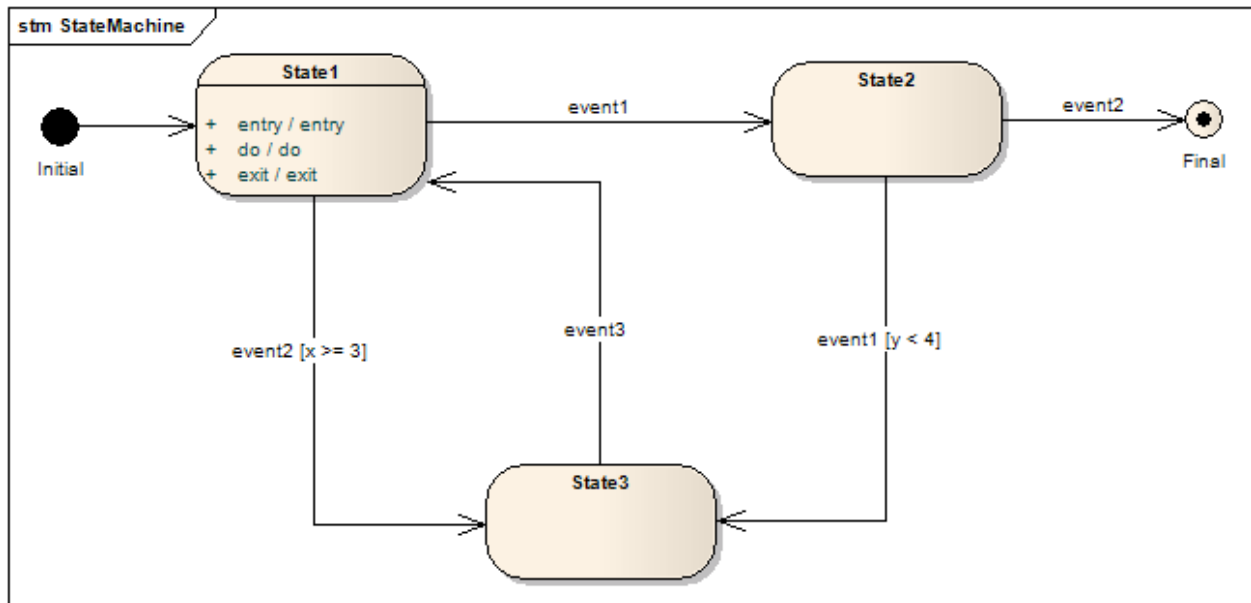 stm StateMachine
State1
+ entry / entry
+ do / do
+ exit / exit
Initial
event1
State2
event2
Final
event2 [x >= 3]
event3
event1 [y < 4]
State3